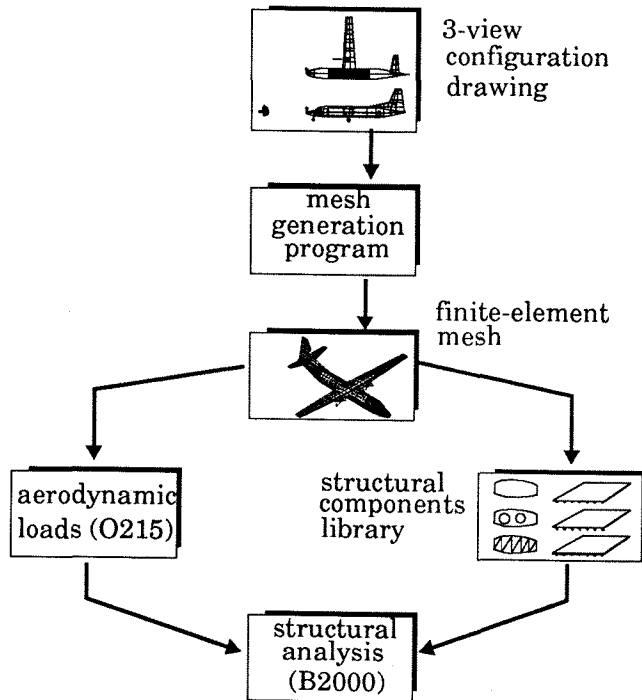 3-view
configuration
drawing
mesh
generation
program
finite-element
mesh
aerodynamic
loads (O215)
structural
components
library
structural
analysis
(B2000)